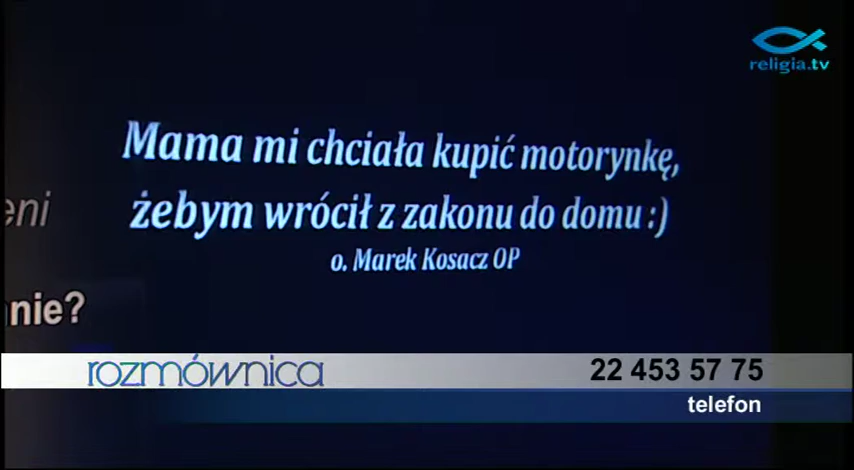 religia.tv
Mama mi chciała kupić motorynkę,
żebym wrócił z zakonu do domu :)
o. Marek Kosacz OP
eni
nie?
rozmównica
22 453 57 75
telefon